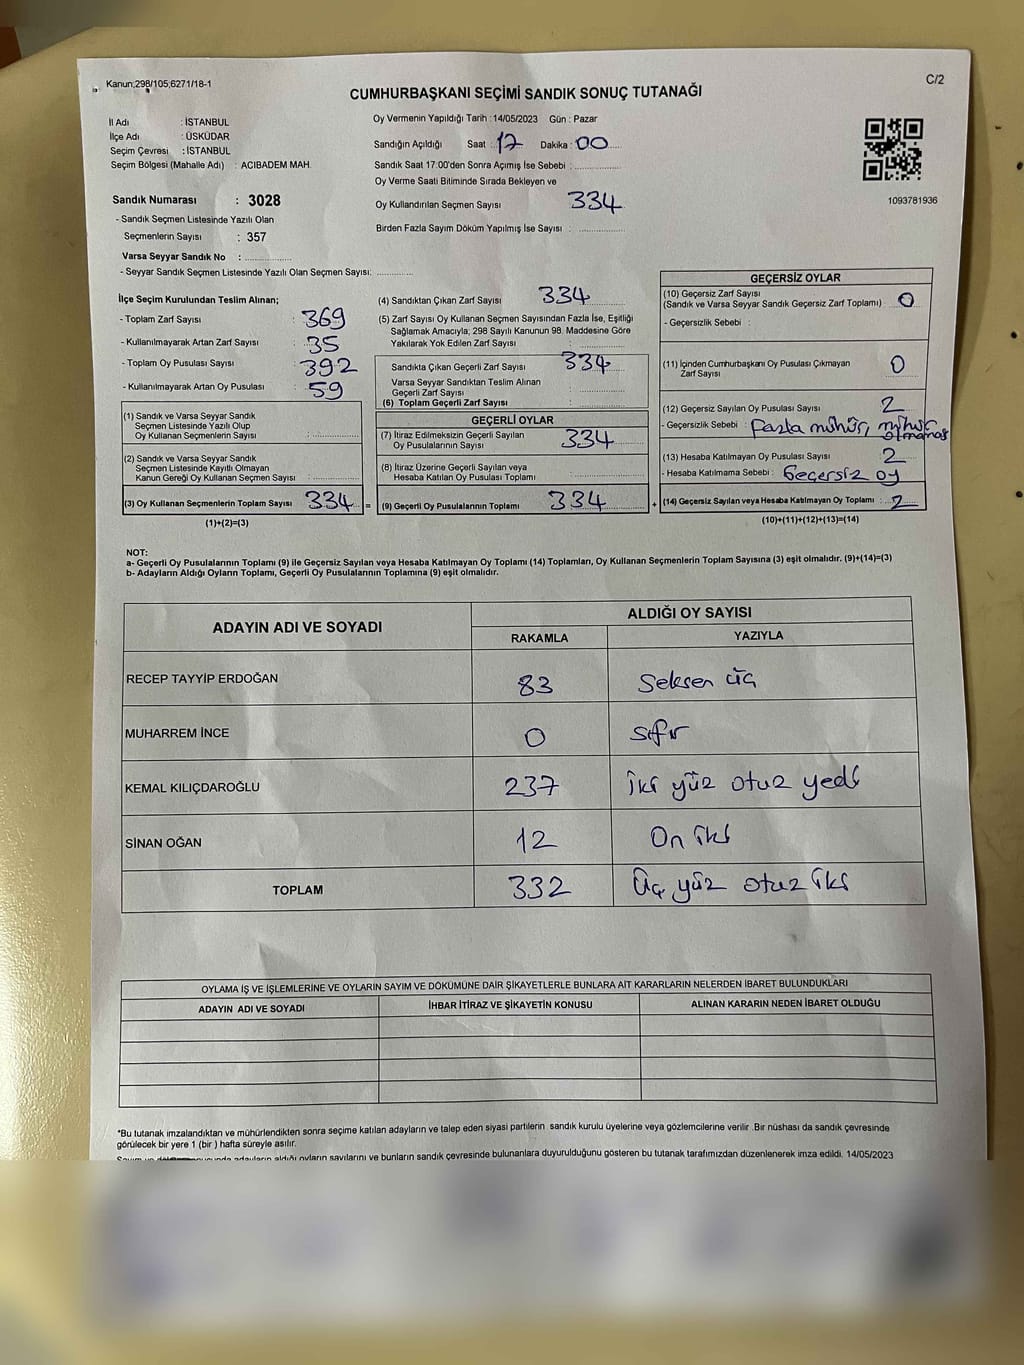 Kanun;298/105;6271/18-1
C/2
CUMHURBAŞKANI SEÇİMİ SANDIK SONUÇ TUTANAĞI
İl Adı : İSTANBUL
İlçe Adı : ÜSKÜDAR
Seçim Çevresi : İSTANBUL
Seçim Bölgesi (Mahalle Adı) : ACIBADEM MAH.
Oy Vermenin Yapıldığı Tarih : 14/05/2023 Gün : Pazar
Sandığın Açıldığı Saat : 17 Dakika : 00
Sandık Saat 17:00'den Sonra Açımış İse Sebebi :
Oy Verme Saati Bitiminde Sırada Bekleyen ve
Oy Kullandırılan Seçmen Sayısı 334
Birden Fazla Sayım Döküm Yapılmış İse Sayısı :
1093781936
Sandık Numarası : 3028
- Sandık Seçmen Listesinde Yazılı Olan
Seçmenlerin Sayısı : 357
Varsa Seyyar Sandık No :
- Seyyar Sandık Seçmen Listesinde Yazılı Olan Seçmen Sayısı:
İlçe Seçim Kurulundan Teslim Alınan;
- Toplam Zarf Sayısı : 369
- Kullanılmayarak Artan Zarf Sayısı : 35
- Toplam Oy Pusulası Sayısı : 392
- Kullanılmayarak Artan Oy Pusulası : 59
(1) Sandık ve Varsa Seyyar Sandık
Seçmen Listesinde Yazılı Olup
Oy Kullanan Seçmenlerin Sayısı :
(2) Sandık ve Varsa Seyyar Sandık
Seçmen Listesinde Kayıtlı Olmayan
Kanun Gereği Oy Kullanan Seçmen Sayısı :
(3) Oy Kullanan Seçmenlerin Toplam Sayısı 334 =
(1)+(2)=(3)
(4) Sandıktan Çıkan Zarf Sayısı 334
(5) Zarf Sayısı Oy Kullanan Seçmen Sayısından Fazla İse, Eşitliği
Sağlamak Amacıyla; 298 Sayılı Kanunun 98. Maddesine Göre
Yakılarak Yok Edilen Zarf Sayısı :
Sandıkta Çıkan Geçerli Zarf Sayısı 334
Varsa Seyyar Sandıktan Teslim Alınan
Geçerli Zarf Sayısı :
(6) Toplam Geçerli Zarf Sayısı :
GEÇERLİ OYLAR
(7) İtiraz Edilmeksizin Geçerli Sayılan
Oy Pusulalarının Sayısı 334
(8) İtiraz Üzerine Geçerli Sayılan veya
Hesaba Katılan Oy Pusulası Toplamı
(9) Geçerli Oy Pusulalarının Toplamı 334 +
GEÇERSİZ OYLAR
(10) Geçersiz Zarf Sayısı
(Sandık ve Varsa Seyyar Sandık Geçersiz Zarf Toplamı) : 0
- Geçersizlik Sebebi :
(11) İçinden Cumhurbaşkanı Oy Pusulası Çıkmayan
Zarf Sayısı 0
(12) Geçersiz Sayılan Oy Pusulası Sayısı 2
- Geçersizlik Sebebi : fazla mühür, mühür
olmamas
(13) Hesaba Katılmayan Oy Pusulası Sayısı 2
- Hesaba Katılmama Sebebi : Geçersiz oy
(14) Geçersiz Sayılan veya Hesaba Katılmayan Oy Toplamı : 2
(10)+(11)+(12)+(13)=(14)
NOT:
a- Geçerli Oy Pusulalarının Toplamı (9) ile Geçersiz Sayılan veya Hesaba Katılmayan Oy Toplamı (14) Toplamları, Oy Kullanan Seçmenlerin Toplam Sayısına (3) eşit olmalıdır. (9)+(14)=(3)
b- Adayların Aldığı Oyların Toplamı, Geçerli Oy Pusulalarının Toplamına (9) eşit olmalıdır.
ADAYIN ADI VE SOYADI
ALDIĞI OY SAYISI
RAKAMLA YAZIYLA
RECEP TAYYİP ERDOĞAN 83 Seksen üç
MUHARREM İNCE 0 sıfır
KEMAL KILIÇDAROĞLU 237 iki yüz otuz yedi
SİNAN OĞAN 12 On iki
TOPLAM 332 Üç yüz otuz iki
OYLAMA İŞ VE İŞLEMLERİNE VE OYLARIN SAYIM VE DÖKÜMÜNE DAİR ŞİKAYETLERLE BUNLARA AİT KARARLARIN NELERDEN İBARET BULUNDUKLARI
ADAYIN ADI VE SOYADI İHBAR İTİRAZ VE ŞİKAYETİN KONUSU ALINAN KARARIN NEDEN İBARET OLDUĞU
*Bu tutanak imzalandıktan ve mühürlendikten sonra seçime katılan adayların ve talep eden siyasi partilerin sandık kurulu üyelerine veya gözlemcilerine verilir .Bir nüshası da sandık çevresinde
görülecek bir yere 1 (bir ) hafta süreyle asılır.
adayların aldığı oyların sayılarını ve bunların sandık çevresinde bulunanlara duyurulduğunu gösteren bu tutanak tarafımızdan düzenlenerek imza edildi. 14/05/2023